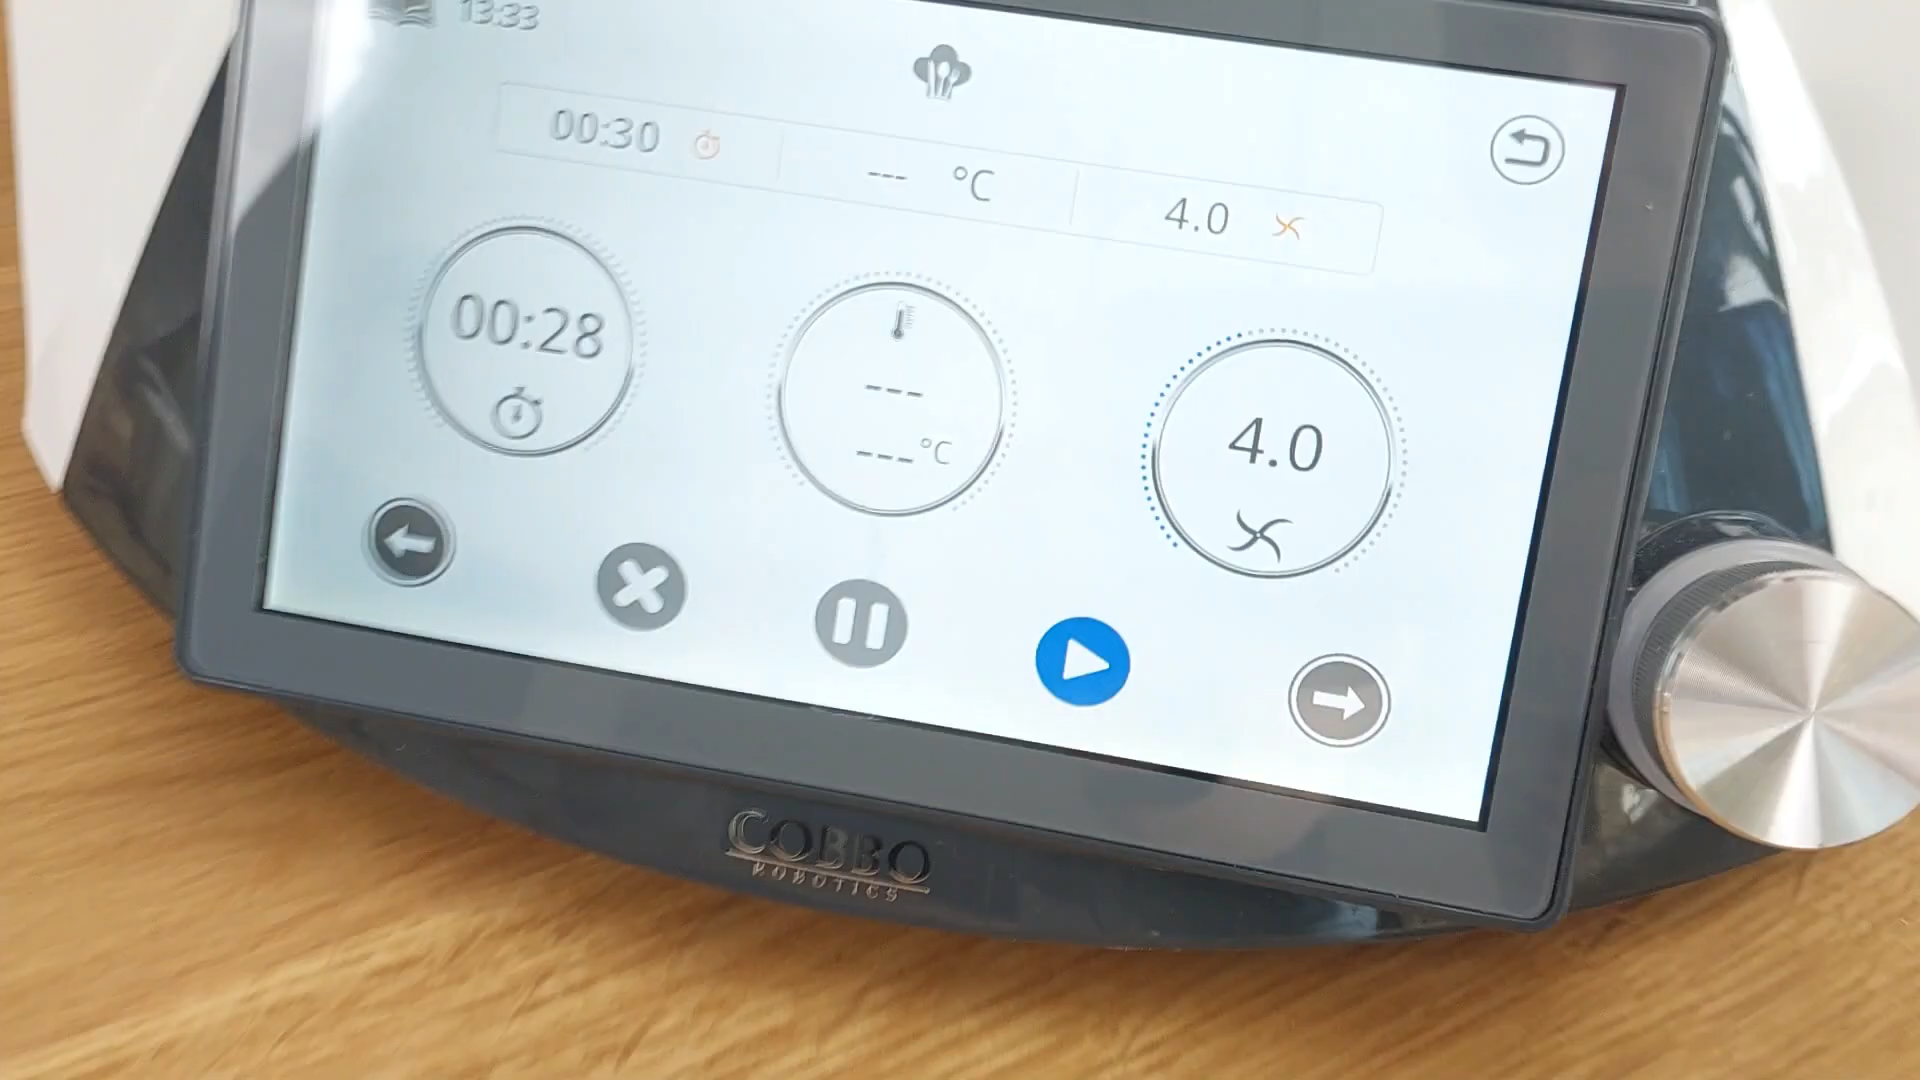 13:33
00:30 --- °C 4.0
00:28
---
---°C
4.0
COBBO
ROBOTICS